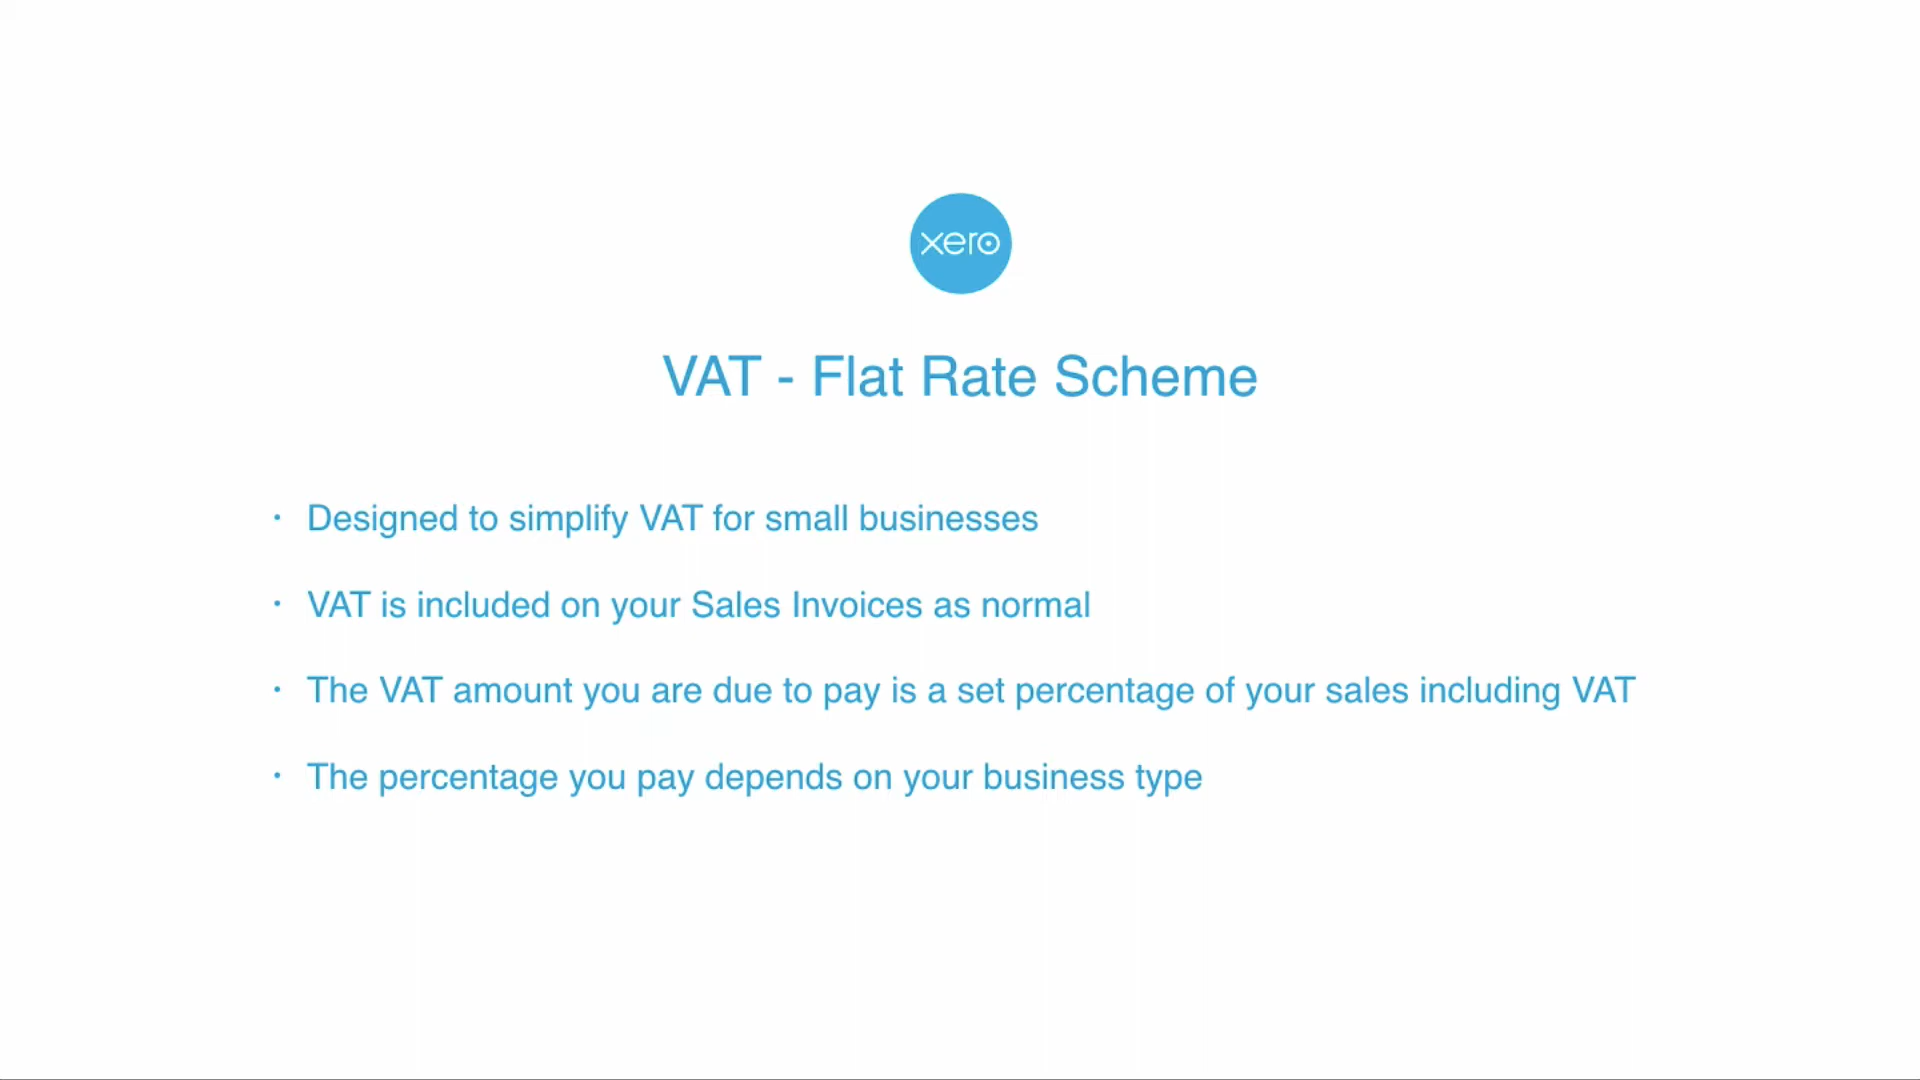 xero
VAT - Flat Rate Scheme
· Designed to simplify VAT for small businesses
· VAT is included on your Sales Invoices as normal
· The VAT amount you are due to pay is a set percentage of your sales including VAT
· The percentage you pay depends on your business type